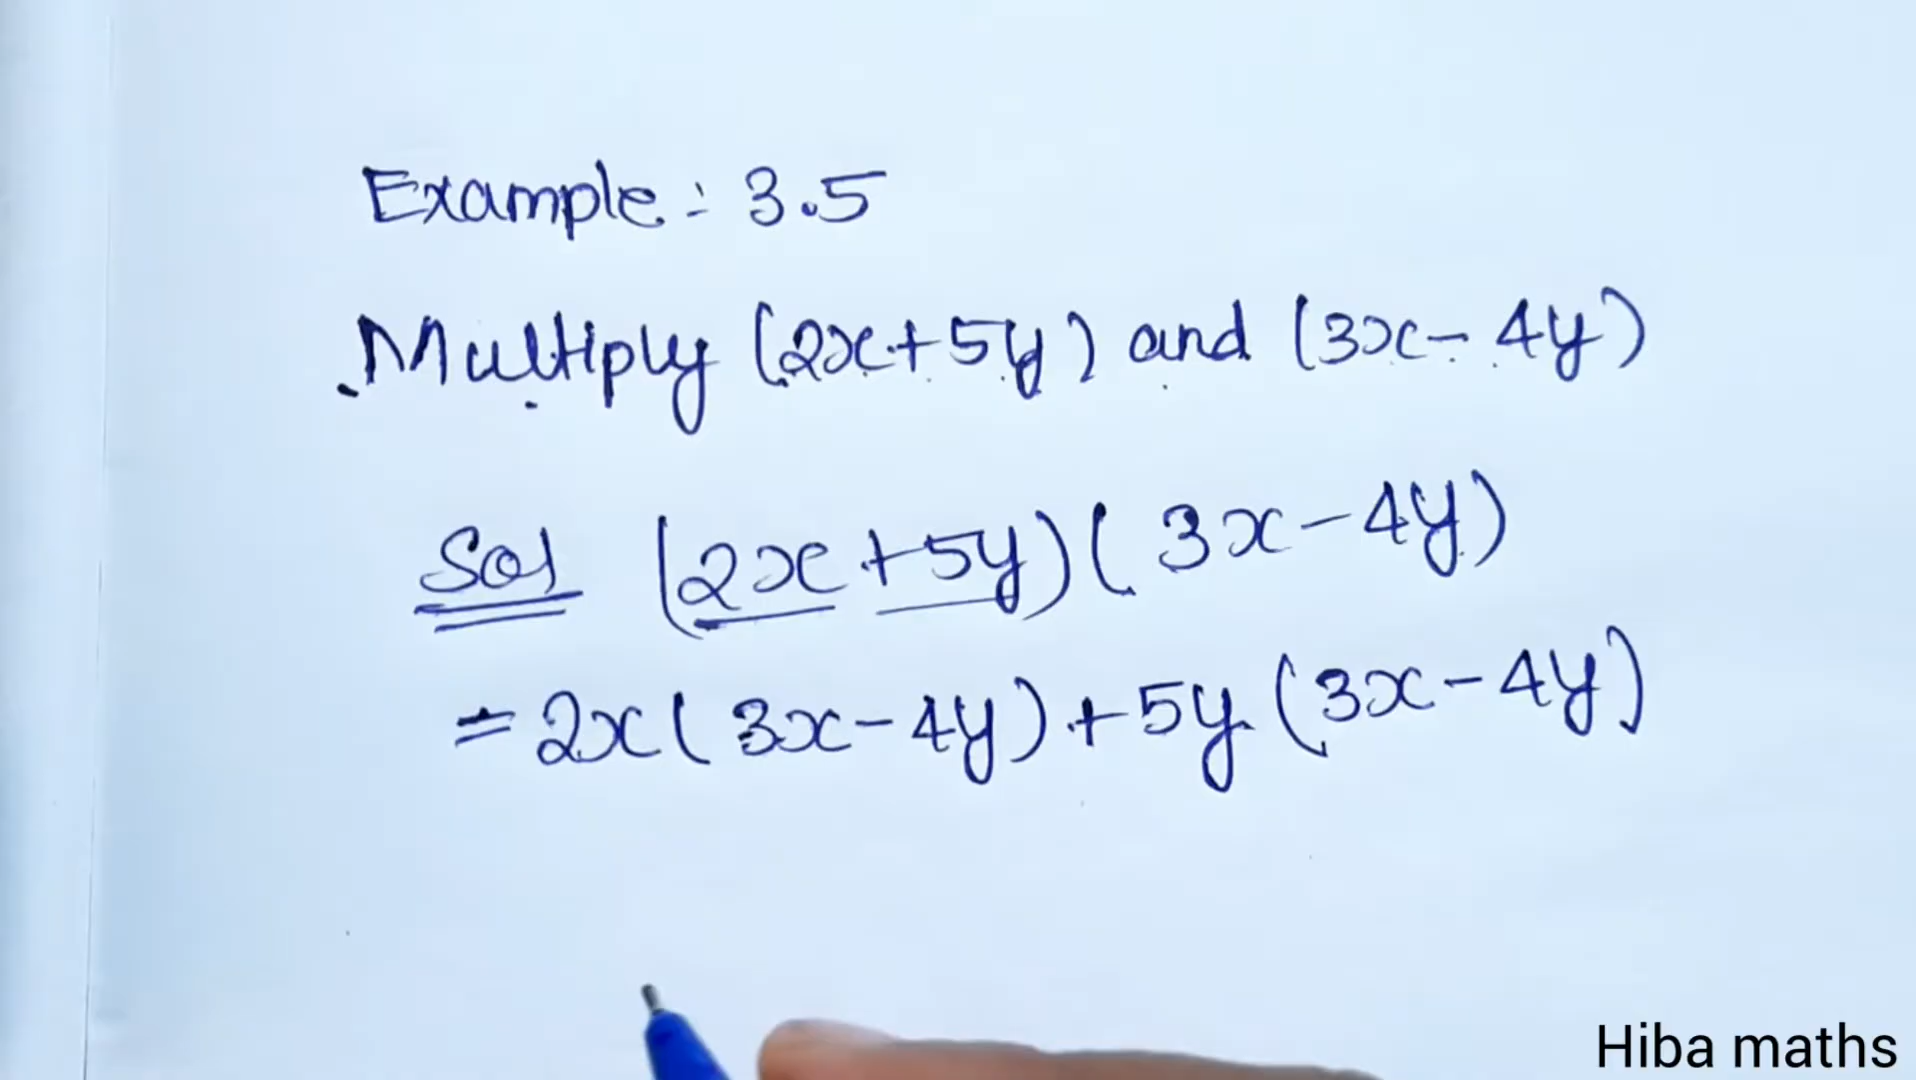 Example : 3.5
Multiply (2x+5y) and (3x-4y)
Sol (2x+5y)(3x-4y)
=2x(3x-4y)+5y(3x-4y)
Hiba maths